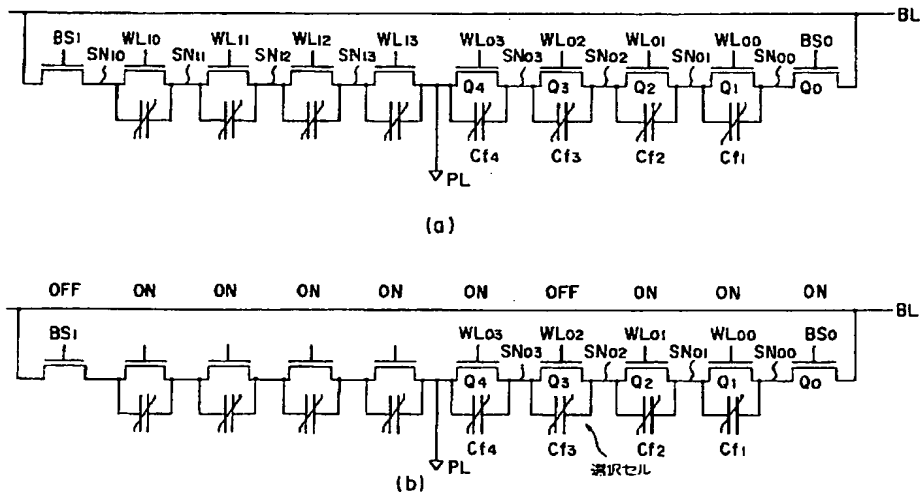 BL
BS1 SN10 WL10 SN11 WL11 SN12 WL12 SN13 WL13 WL03 SN03 WL02 SN02 WL01 SN01 WL00 SN00 BS0
Q4 Q3 Q2 Q1 Q0
Cf4 Cf3 Cf2 Cf1
PL
(a)
OFF ON ON ON ON ON OFF ON ON ON
BL
BS1 WL03 SN03 WL02 SN02 WL01 SN01 WL00 SN00 BS0
Q4 Q3 Q2 Q1 Q0
Cf4 Cf3 Cf2 Cf1
PL
選択セル
(b)